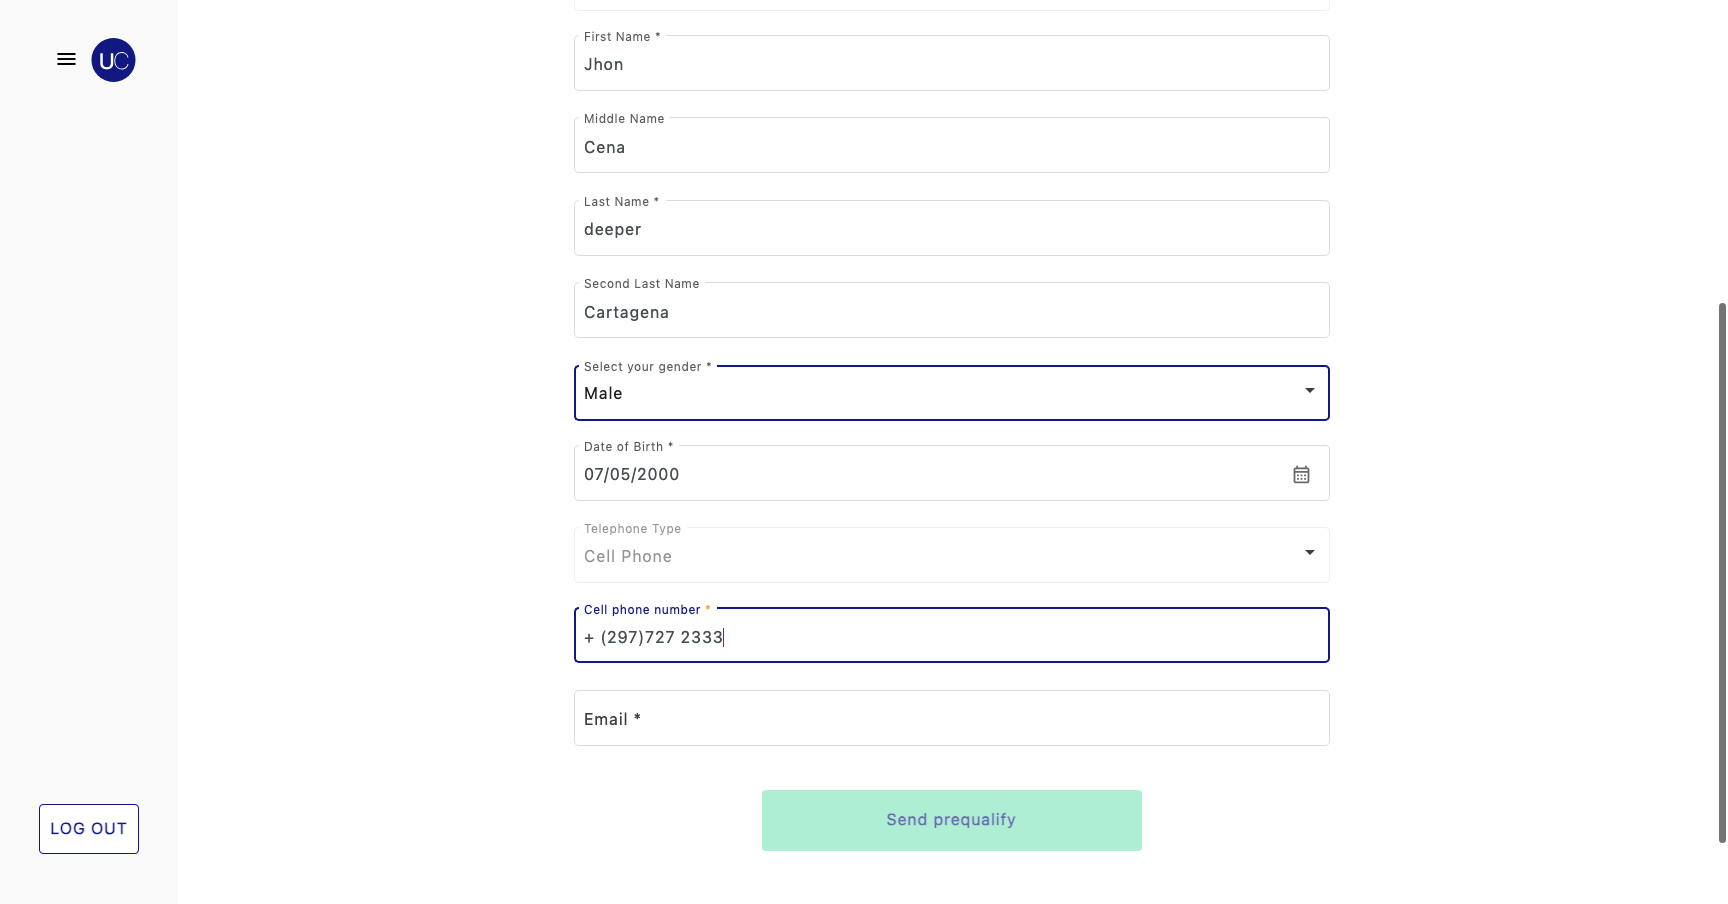 UC
First Name *
Jhon
Middle Name
Cena
Last Name *
deeper
Second Last Name
Cartagena
Select your gender *
Male
Date of Birth *
07/05/2000
Telephone Type
Cell Phone
Cell phone number *
+ (297)727 2333
Email *
Send prequalify
LOG OUT